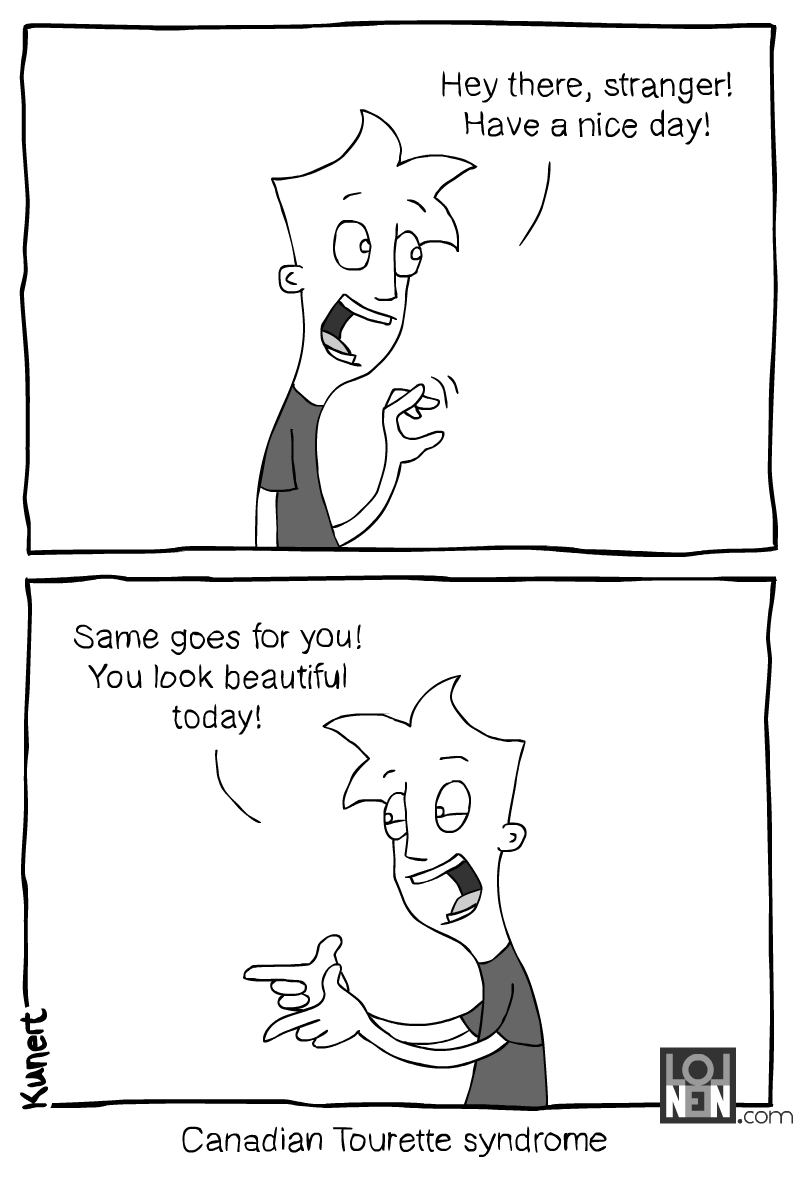 Hey there, stranger!
Have a nice day!
Same goes for you!
You look beautiful
today!
Kunert
LOL
NEN.com
Canadian Tourette syndrome